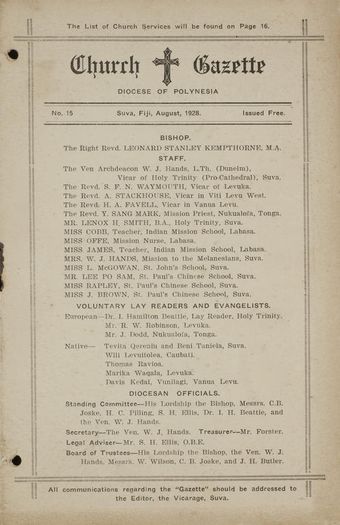 The List of Church Services will be found on Page 16.
Church Gazette
DIOCESE OF POLYNESIA
No. 15 Suva, Fiji, August, 1928. Issued Free.
BISHOP.
The Right Revd. LEONARD STANLEY KEMPTHORNE, M.A.
STAFF.
The Ven Archdeacon W. J. Hands, L.Th. (Dunelm),
Vicar of Holy Trinity (Pro-Cathedral), Suva.
The Revd. S. F. N. WAYMOUTH, Vicar of Levuka.
The Revd. A. STACKHOUSE, Vicar in Viti Levu West.
The Revd. H. A. FAVELL, Vicar in Vanua Levu.
The Revd. Y. SANG MARK, Mission Priest, Nukualofa, Tonga.
MR. LENOX H. SMITH, B.A., Holy Trinity, Suva.
MISS COBB, Teacher, Indian Mission School, Labasa.
MISS OFFE, Mission Nurse, Labasa.
MISS JAMES, Teacher, Indian Mission School, Labasa.
MRS. W. J. HANDS, Mission to the Melanesians, Suva.
MISS L. McGOWAN, St. John's School, Suva.
MR. LEE PO SAM, St. Paul's Chinese School, Suva.
MISS RAPLEY, St. Paul's Chinese School, Suva.
MISS J. BROWN, St. Paul's Chinese School, Suva.
VOLUNTARY LAY READERS AND EVANGELISTS.
European—Dr. I. Hamilton Beattie, Lay Reader, Holy Trinity.
Mr. R. W. Robinson, Levuka.
Mr. J. Dodd, Nukualofa, Tonga.
Native— Tevita Qereniu and Beni Taniela, Suva.
Wili Levuitolea, Caubati.
Thomas Ravioa.
Marika Waqala, Levuka.
Davis Kedai, Vunilagi, Vanua Levu.
DIOCESAN OFFICIALS.
Standing Committee—His Lordship the Bishop, Messrs. C.B.
Joske, H. C. Pilling, S. H. Ellis, Dr. I. H. Beattie, and
the Ven. W. J. Hands.
Secretary—The Ven. W. J. Hands. Treasurer—Mr. Forster.
Legal Adviser—Mr. S. H. Ellis, O.B.E.
Board of Trustees—His Lordship the Bishop, the Ven. W. J.
Hands, Messrs. W. Wilson, C. B. Joske, and J. H. Butler.
All communications regarding the "Gazette" should be addressed to
the Editor, the Vicarage, Suva.